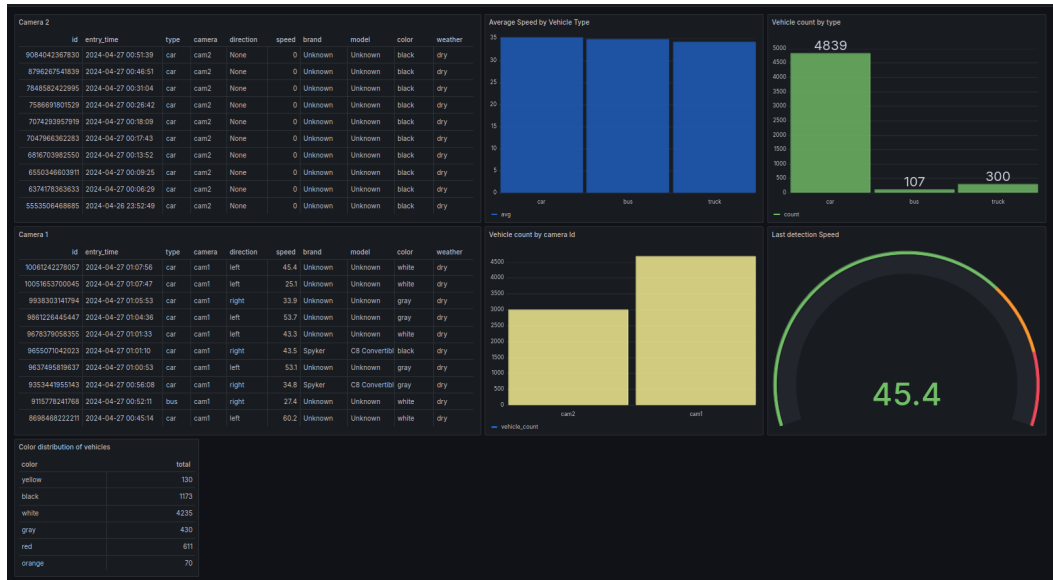 Camera 2
id entry_time type camera direction speed brand model color weather
9084042367830 2024-04-27 00:51:39 car cam2 None 0 Unknown Unknown black dry
8796267541839 2024-04-27 00:46:51 car cam2 None 0 Unknown Unknown black dry
7848582422995 2024-04-27 00:31:04 car cam2 None 0 Unknown Unknown black dry
7586691801529 2024-04-27 00:26:42 car cam2 None 0 Unknown Unknown black dry
7074293957919 2024-04-27 00:18:09 car cam2 None 0 Unknown Unknown black dry
7047966362283 2024-04-27 00:17:43 car cam2 None 0 Unknown Unknown black dry
6816703982550 2024-04-27 00:13:52 car cam2 None 0 Unknown Unknown black dry
6550346603911 2024-04-27 00:09:25 car cam2 None 0 Unknown Unknown black dry
6374178363633 2024-04-27 00:06:29 car cam2 None 0 Unknown Unknown black dry
5553506468685 2024-04-26 23:52:49 car cam2 None 0 Unknown Unknown black dry
Average Speed by Vehicle Type
35
30
25
20
15
10
5
0
car bus truck
avg
Vehicle count by type
5000
4500
4000
3500
3000
2500
2000
1500
1000
500
0
4839
107
300
car bus truck
count
Camera 1
id entry_time type camera direction speed brand model color weather
10061242278057 2024-04-27 01:07:56 car cam1 left 45.4 Unknown Unknown white dry
10051653700045 2024-04-27 01:07:47 car cam1 left 25.1 Unknown Unknown white dry
9938303141794 2024-04-27 01:05:53 car cam1 right 33.9 Unknown Unknown gray dry
9861226445447 2024-04-27 01:04:36 car cam1 left 53.7 Unknown Unknown gray dry
9678379058355 2024-04-27 01:01:33 car cam1 left 43.3 Unknown Unknown white dry
9655071042023 2024-04-27 01:01:10 car cam1 right 43.5 Spyker C8 Convertibl black dry
9637495819637 2024-04-27 01:00:53 car cam1 left 53.1 Unknown Unknown gray dry
9353441955143 2024-04-27 00:56:08 car cam1 right 34.8 Spyker C8 Convertibl gray dry
9115778241768 2024-04-27 00:52:11 bus cam1 right 27.4 Unknown Unknown white dry
8698468222211 2024-04-27 00:45:14 car cam1 left 60.2 Unknown Unknown white dry
Vehicle count by camera Id
4500
4000
3500
3000
2500
2000
1500
1000
500
0
cam2 cam1
vehicle_count
Last detection Speed
45.4
Color distribution of vehicles
color total
yellow 130
black 1173
white 4235
gray 430
red 611
orange 70